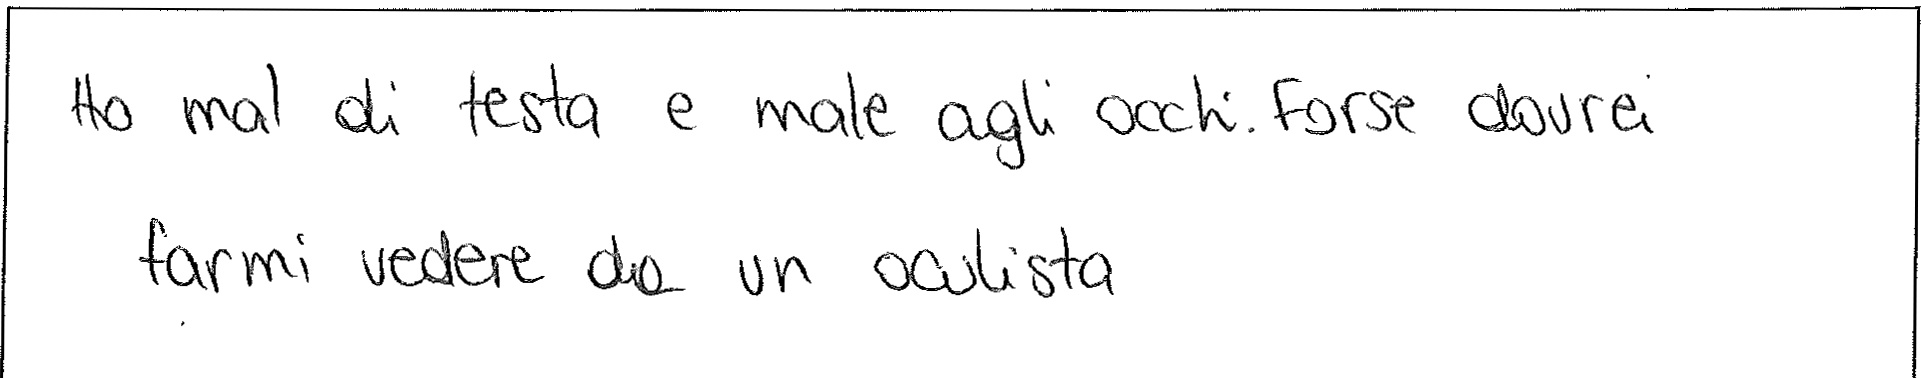 Ho mal di testa e male agli occhi. Forse dovrei
farmi vedere da un oculista